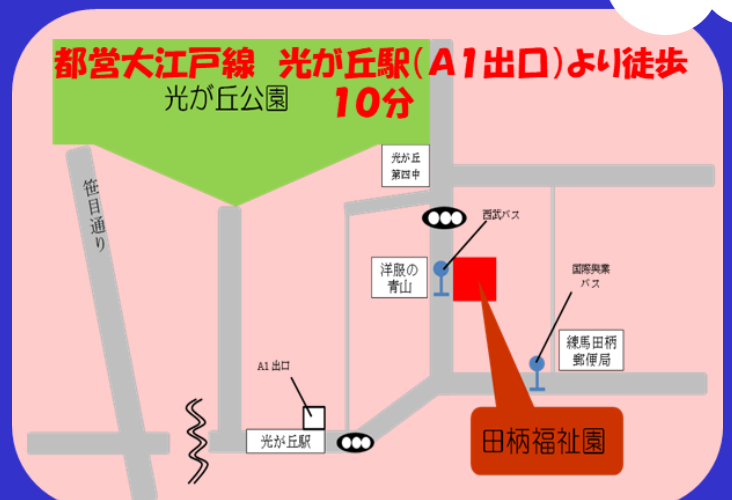 都営大江戸線 光が丘駅(A1出口)より徒歩
10分
光が丘公園
光が丘
第四中
笹目通り
西武バス
洋服の
青山
国際興業
バス
練馬田柄
郵便局
A1出口
光が丘駅
田柄福祉園